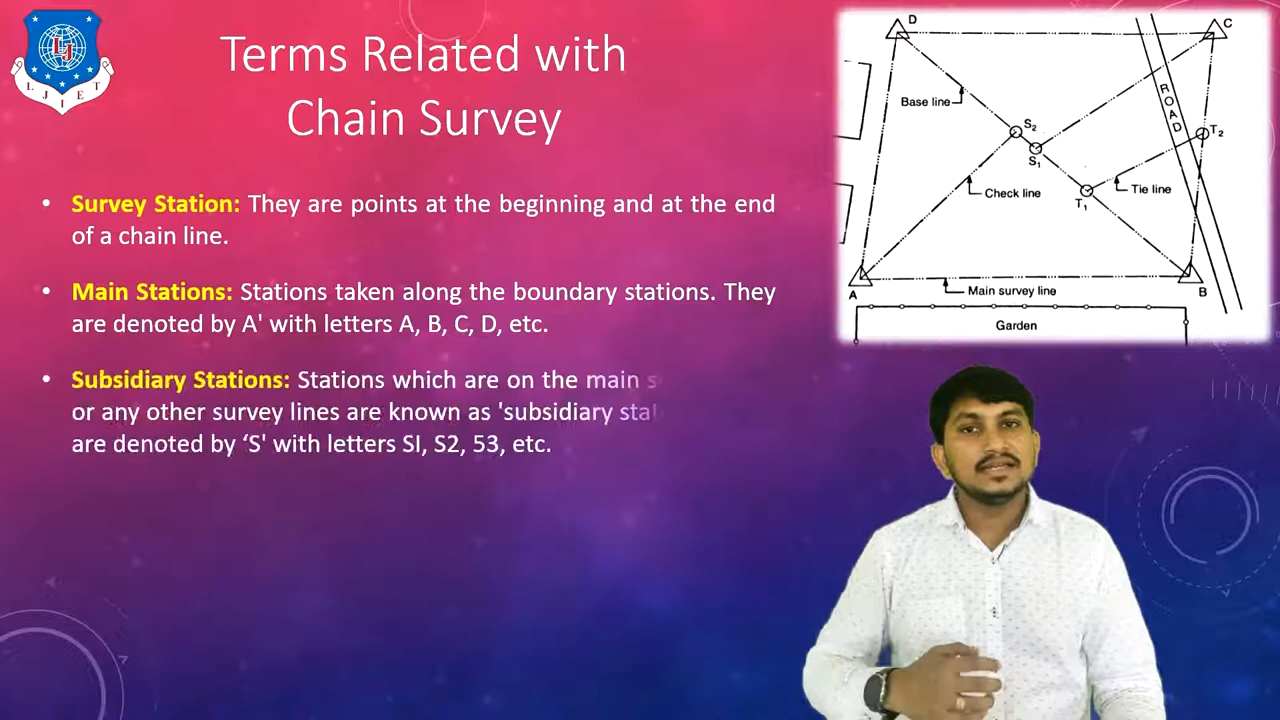 LJIET
LJ
Terms Related with
Chain Survey
• Survey Station: They are points at the beginning and at the end
of a chain line.
• Main Stations: Stations taken along the boundary stations. They
are denoted by A' with letters A, B, C, D, etc.
• Subsidiary Stations: Stations which are on the main
or any other survey lines are known as 'subsidiary
are denoted by ‘S' with letters SI, S2, 53, etc.
D
C
Base line
ROAD
S2
S1
T2
Check line
Tie line
T1
A
Main survey line
B
Garden